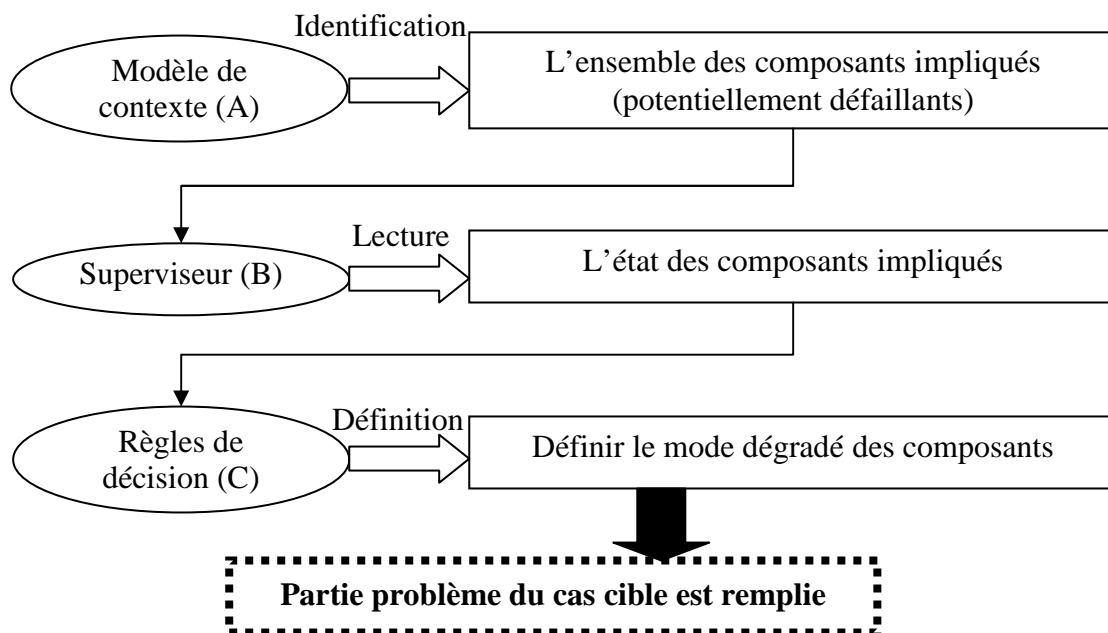 Identification
Modèle de
contexte (A)
L'ensemble des composants impliqués
(potentiellement défaillants)
Lecture
Superviseur (B)
L'état des composants impliqués
Définition
Règles de
décision (C)
Définir le mode dégradé des composants
Partie problème du cas cible est remplie